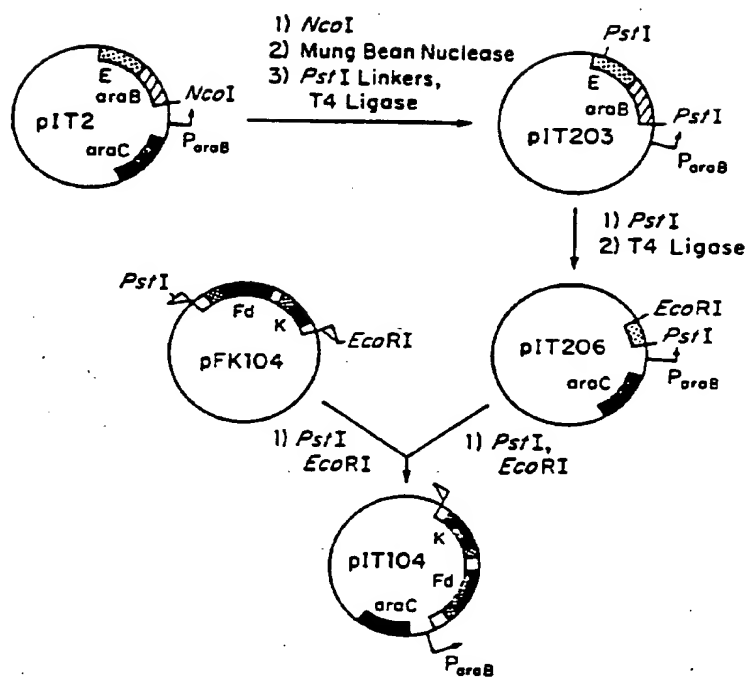 1) NcoI
2) Mung Bean Nuclease
3) PstI Linkers,
T4 Ligase
E
araB
NcoI
pIT2
ParaB
araC
PstI
E
araB
PstI
pIT203
ParaB
1) PstI
2) T4 Ligase
PstI
Fd
K
EcoRI
pFK104
EcoRI
PstI
pIT206
ParaB
araC
1) PstI
EcoRI
1) PstI,
EcoRI
K
pIT104
Fd
araC
ParaB